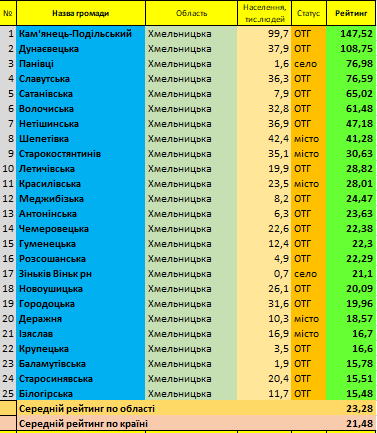 № Назва громади Область Населення, тис.людей Статус Рейтинг
1 Кам'янець-Подільський Хмельницька 99,7 ОТГ 147,52
2 Дунаєвецька Хмельницька 37,9 ОТГ 108,75
3 Панівці Хмельницька 1,6 село 76,98
4 Славутська Хмельницька 36,3 ОТГ 76,59
5 Сатанівська Хмельницька 7,9 ОТГ 65,02
6 Волочиська Хмельницька 32,8 ОТГ 61,48
7 Нетішинська Хмельницька 36,9 ОТГ 47,18
8 Шепетівка Хмельницька 42,4 місто 41,28
9 Старокостянтинів Хмельницька 35,1 місто 30,63
10 Летичівська Хмельницька 19,9 ОТГ 28,82
11 Красилівська Хмельницька 23,5 місто 28,01
12 Меджибізька Хмельницька 8,2 ОТГ 24,47
13 Антонінська Хмельницька 6,3 ОТГ 23,63
14 Чемеровецька Хмельницька 22,6 ОТГ 22,38
15 Гуменецька Хмельницька 12,4 ОТГ 22,3
16 Розсошанська Хмельницька 4,9 ОТГ 22,29
17 Зіньків Віньк рн Хмельницька 0,7 село 21,1
18 Новоушицька Хмельницька 26,1 ОТГ 20,09
19 Городоцька Хмельницька 31,6 ОТГ 19,96
20 Деражня Хмельницька 10,3 місто 18,57
21 Ізяслав Хмельницька 16,9 місто 16,7
22 Крупецька Хмельницька 3,5 ОТГ 16,6
23 Баламутівська Хмельницька 1,9 ОТГ 15,78
24 Старосинявська Хмельницька 20,4 ОТГ 15,51
25 Білогірська Хмельницька 11,7 ОТГ 15,48
Середній рейтинг по області 23,28
Середній рейтинг по країні 21,48